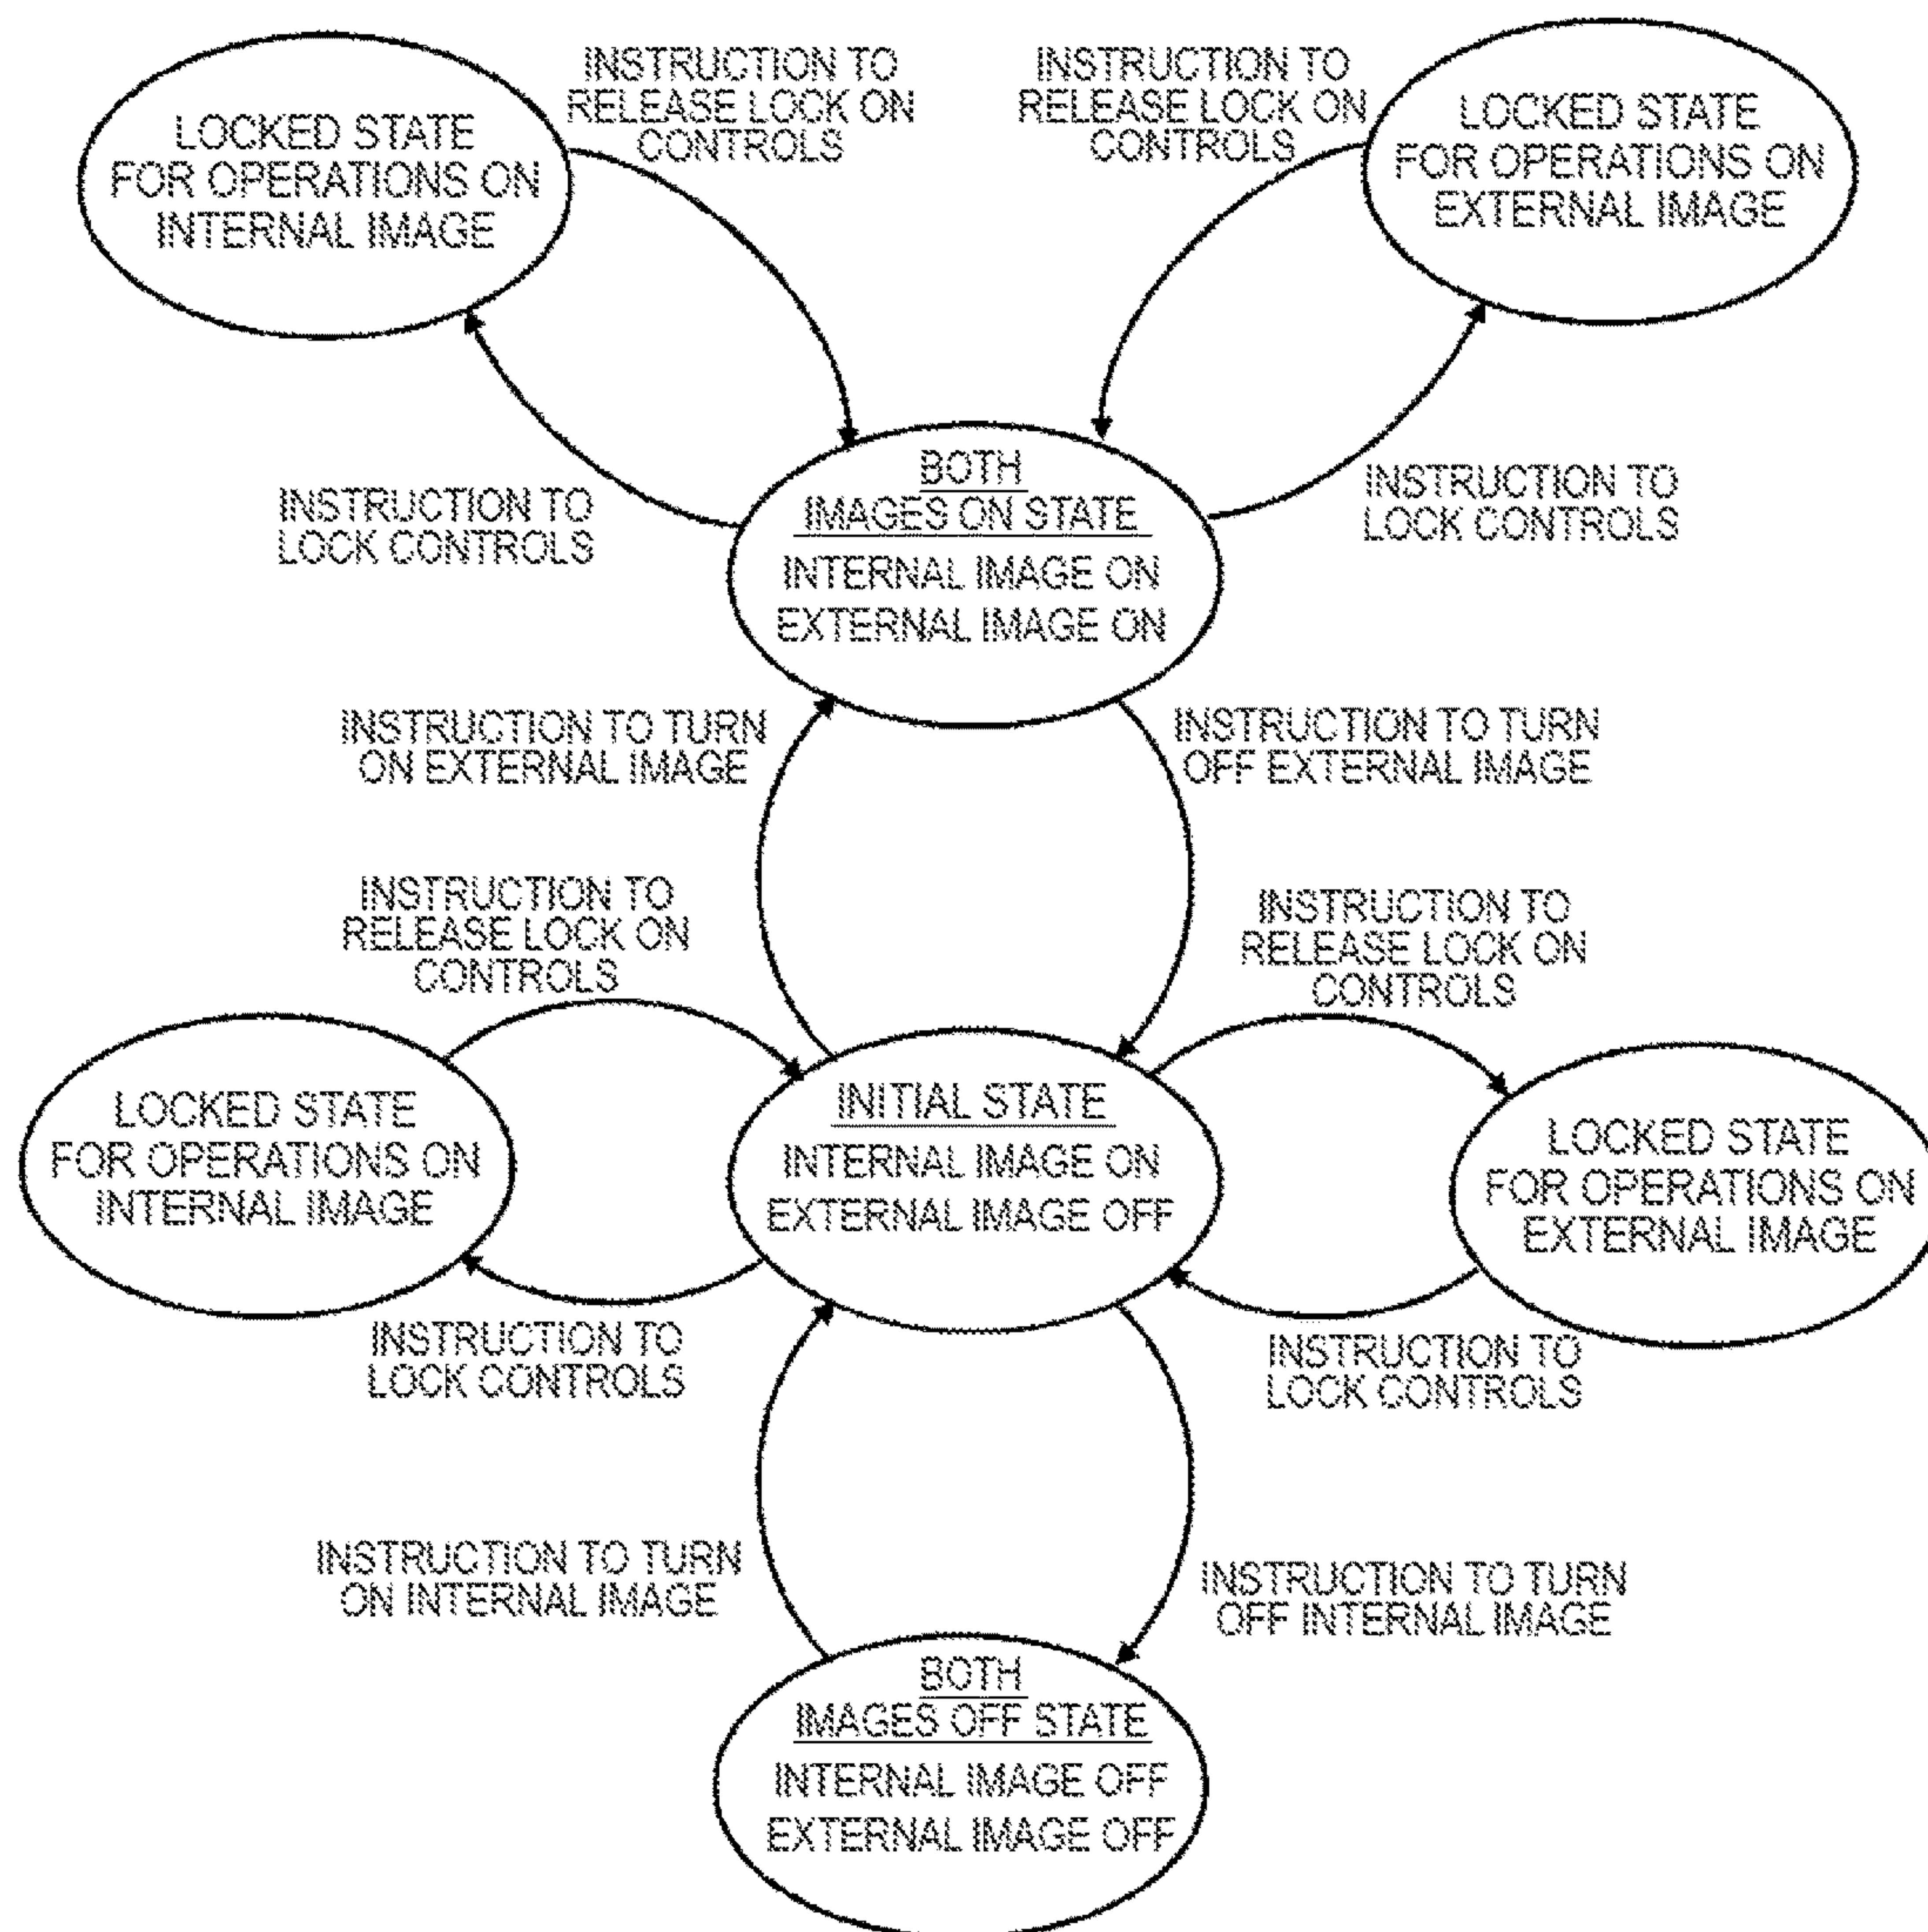 INSTRUCTION TO
RELEASE LOCK ON
CONTROLS
INSTRUCTION TO
RELEASE LOCK ON
CONTROLS
LOCKED STATE
FOR OPERATIONS ON
INTERNAL IMAGE
LOCKED STATE
FOR OPERATIONS ON
EXTERNAL IMAGE
INSTRUCTION TO
LOCK CONTROLS
BOTH
IMAGES ON STATE
INTERNAL IMAGE ON
EXTERNAL IMAGE ON
INSTRUCTION TO
LOCK CONTROLS
INSTRUCTION TO TURN
ON EXTERNAL IMAGE
INSTRUCTION TO TURN
OFF EXTERNAL IMAGE
INSTRUCTION TO
RELEASE LOCK ON
CONTROLS
INSTRUCTION TO
RELEASE LOCK ON
CONTROLS
LOCKED STATE
FOR OPERATIONS ON
INTERNAL IMAGE
INITIAL STATE
INTERNAL IMAGE ON
EXTERNAL IMAGE OFF
LOCKED STATE
FOR OPERATIONS ON
EXTERNAL IMAGE
INSTRUCTION TO
LOCK CONTROLS
INSTRUCTION TO
LOCK CONTROLS
INSTRUCTION TO TURN
ON INTERNAL IMAGE
INSTRUCTION TO TURN
OFF INTERNAL IMAGE
BOTH
IMAGES OFF STATE
INTERNAL IMAGE OFF
EXTERNAL IMAGE OFF